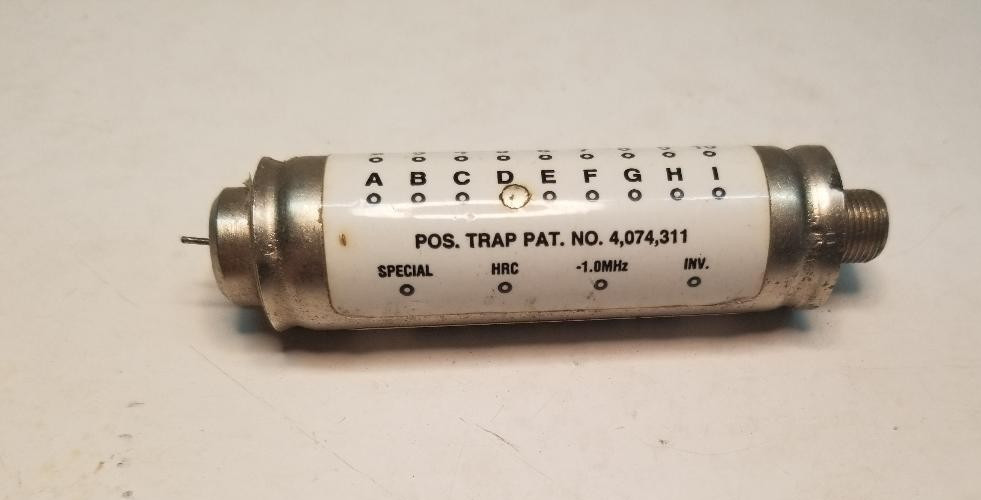 A B C D E F G H I
POS. TRAP PAT. NO. 4,074,311
SPECIAL HRC -1.0MHz INV.